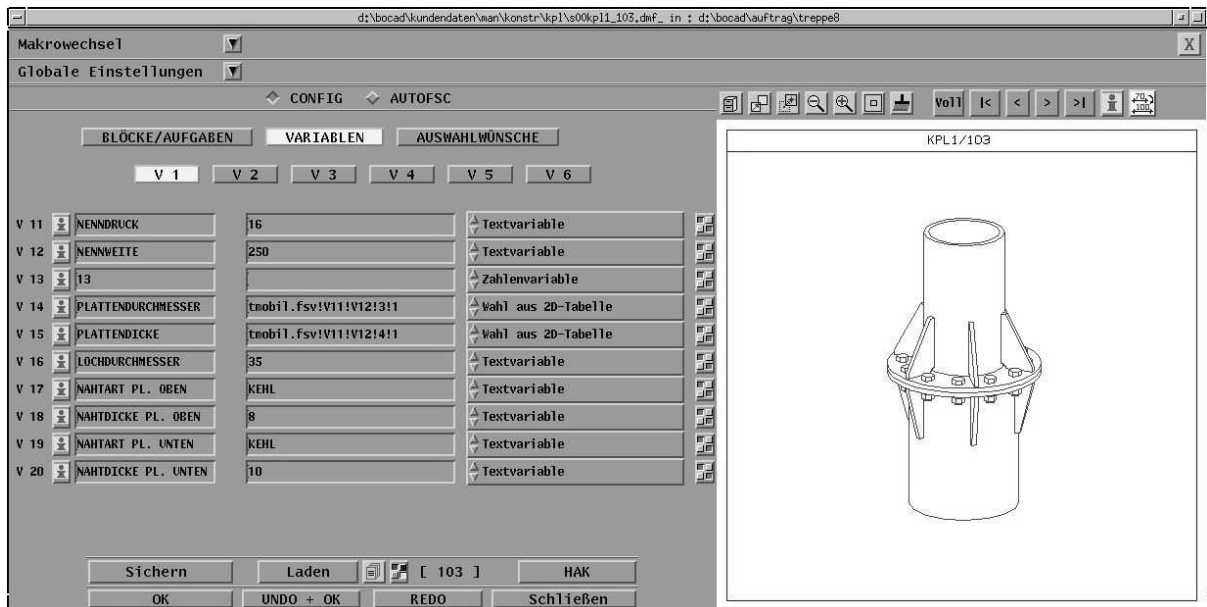 d:\bocad\kundendaten\man\konstr\kpl\s00kpl1_103.dmf_ in : d:\bocad\auftrag\treppe8
Makrowechsel
X
Globale Einstellungen
CONFIG AUTOFSC
Voll |< < > >| 70 100
BLÖCKE/AUFGABEN VARIABLEN AUSWAHLWÜNSCHE
KPL1/103
V 1 V 2 V 3 V 4 V 5 V 6
V 11 NENNDRUCK 16 Textvariable
V 12 NENNWEITE 250 Textvariable
V 13 13 Zahlenvariable
V 14 PLATTENDURCHMESSER tmobil.fsv!V11!V12!3!1 Wahl aus 2D-Tabelle
V 15 PLATTENDICKE tmobil.fsv!V11!V12!4!1 Wahl aus 2D-Tabelle
V 16 LOCHDURCHMESSER 35 Textvariable
V 17 NAHTART PL. OBEN KEHL Textvariable
V 18 NAHTDICKE PL. OBEN 8 Textvariable
V 19 NAHTART PL. UNTEN KEHL Textvariable
V 20 NAHTDICKE PL. UNTEN 10 Textvariable
Sichern Laden [ 103 ] HAK
OK UNDO + OK REDO Schließen